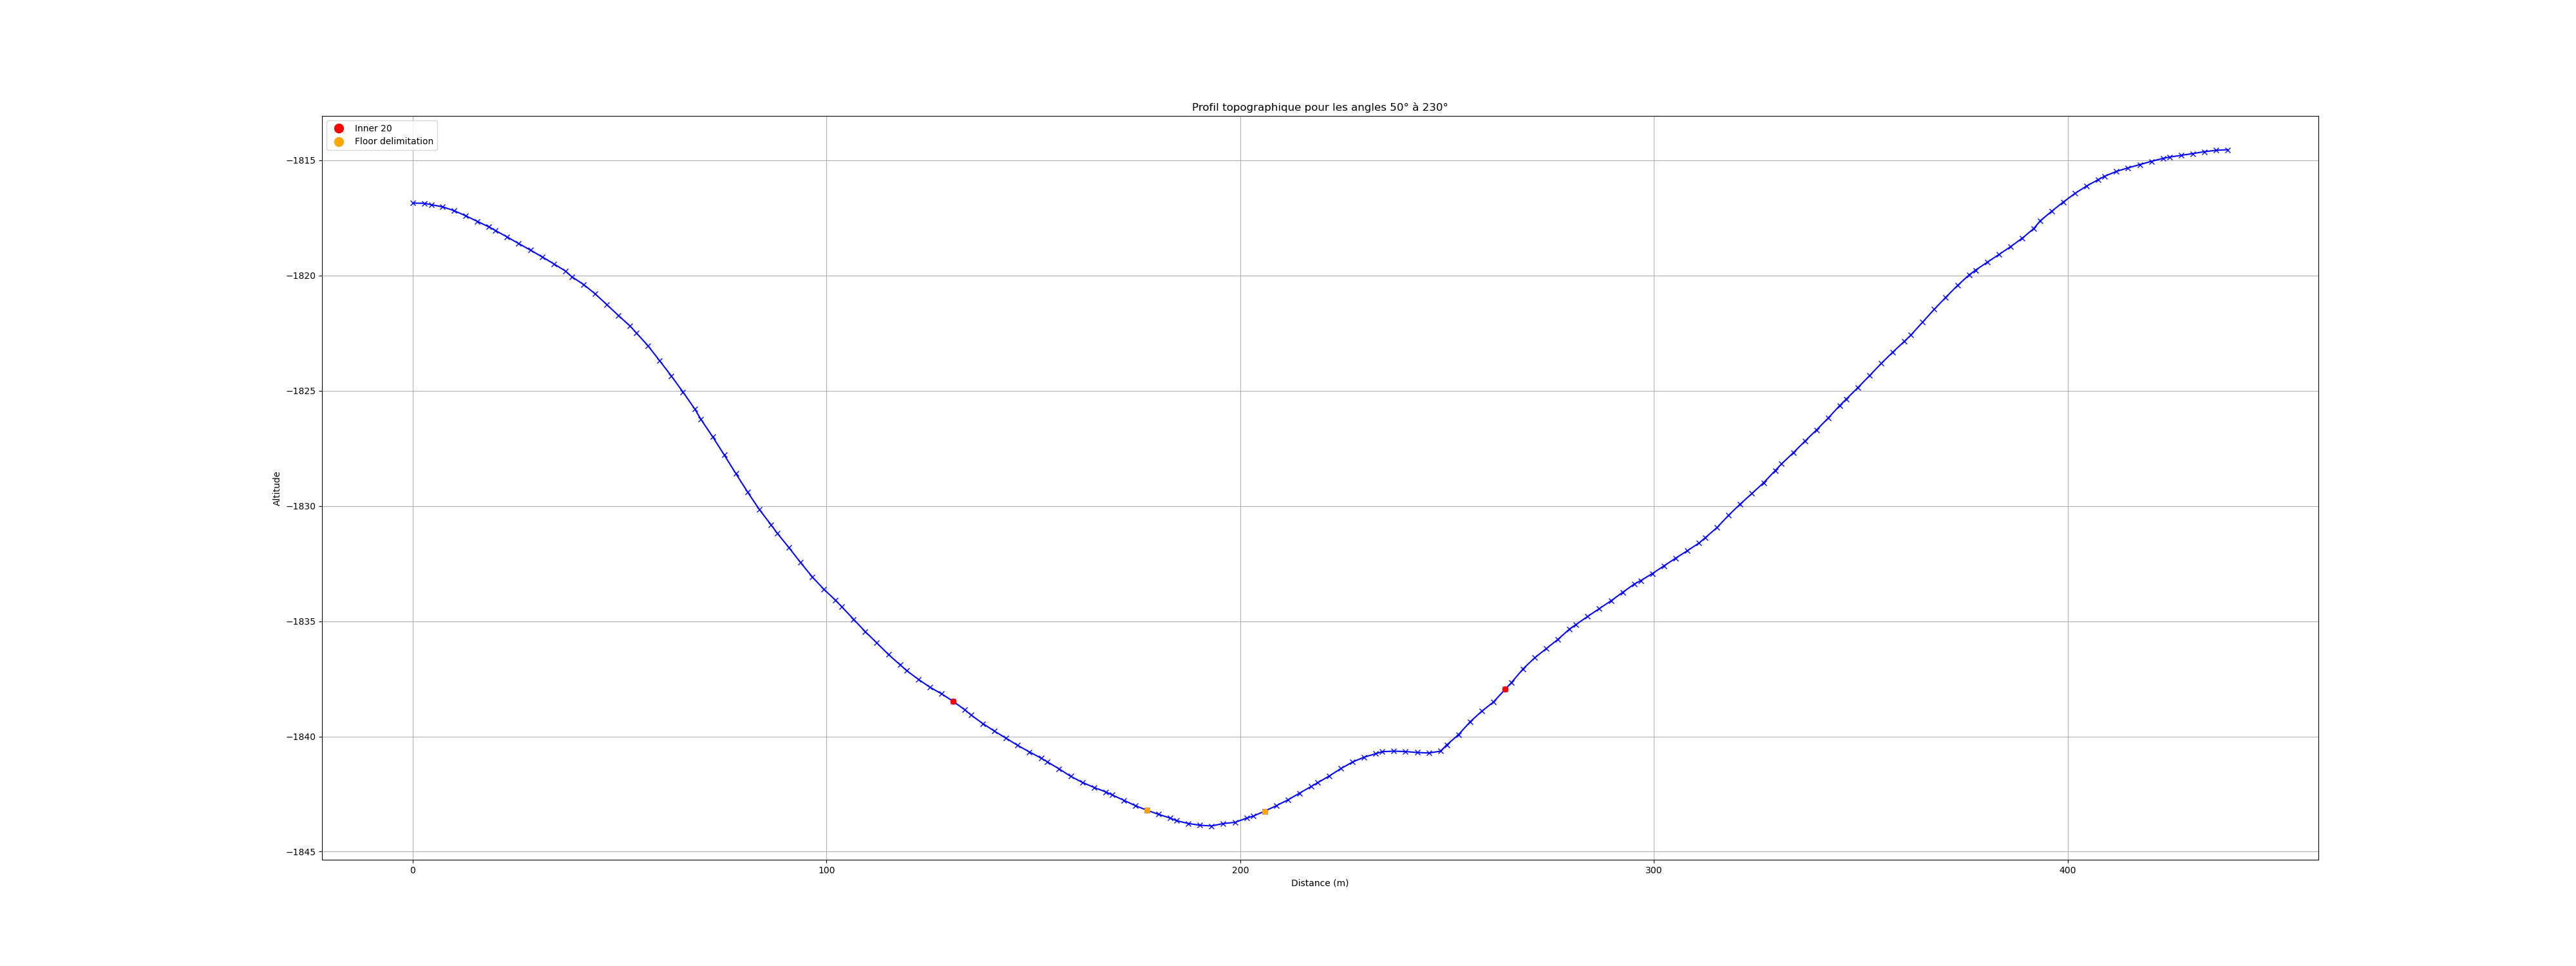 Profil topographique pour les angles 50° à 230°
Inner 20
Floor delimitation
−1815
−1820
−1825
−1830
−1835
−1840
−1845
Altitude
0 100 200 300 400
Distance (m)